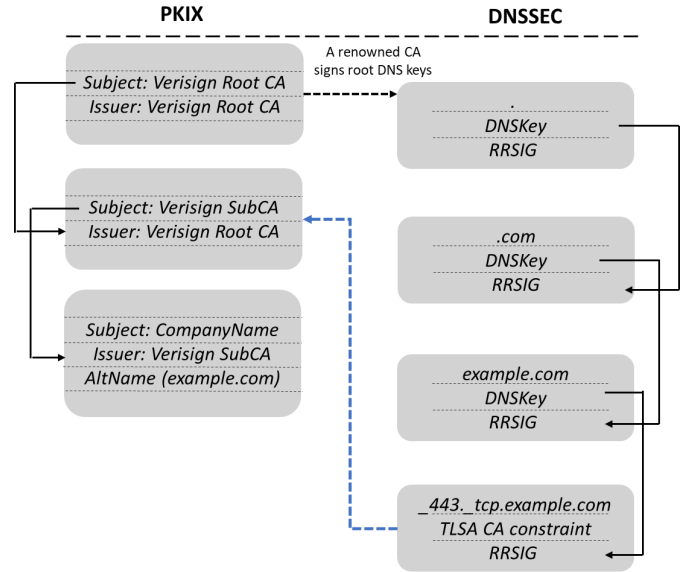 PKIX
DNSSEC
A renowned CA
signs root DNS keys
Subject: Verisign Root CA
Issuer: Verisign Root CA
.
DNSKey
RRSIG
Subject: Verisign SubCA
Issuer: Verisign Root CA
.com
DNSKey
RRSIG
Subject: CompanyName
Issuer: Verisign SubCA
AltName (example.com)
example.com
DNSKey
RRSIG
_443._tcp.example.com
TLSA CA constraint
RRSIG